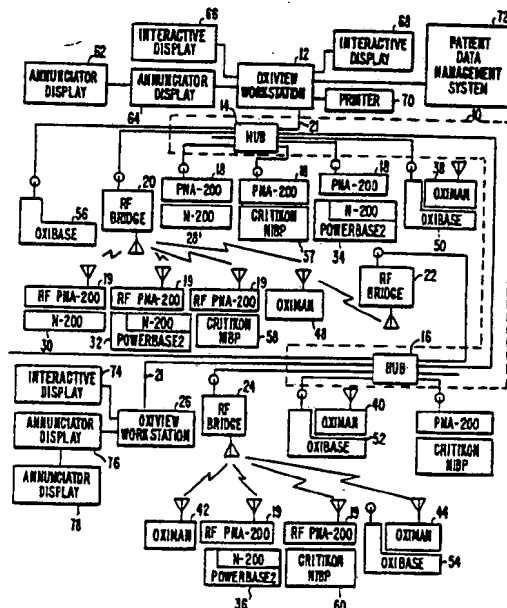 66
INTERACTIVE DISPLAY
12
OXIVIEW WORKSTATION
INTERACTIVE DISPLAY
68
72
PATIENT DATA MANAGEMENT SYSTEM
62
ANNUNCIATOR DISPLAY
ANNUNCIATOR DISPLAY
64
PRINTER
70
14
HUB
21
10
20
RF BRIDGE
18
PNA-200
N-200
28'
18
PNA-200
CRITIKON NIBP
57
18
PNA-200
N-200
POWERBASE2
34
38
OXIMAN
OXIBASE
50
56
OXIBASE
19
RF PNA-200
N-200
30
19
RF PNA-200
N-200
POWERBASE2
32
19
RF PNA-200
CRITIKON NIBP
58
OXIMAN
48
RF BRIDGE
22
16
HUB
74
INTERACTIVE DISPLAY
21
OXIVIEW WORKSTATION
26
24
RF BRIDGE
ANNUNCIATOR DISPLAY
76
ANNUNCIATOR DISPLAY
78
40
OXIMAN
OXIBASE
52
PNA-200
CRITIKON NIBP
42
OXIMAN
19
RF PNA-200
N-200
POWERBASE2
36
19
RF PNA-200
CRITIKON NIBP
60
44
OXIMAN
OXIBASE
54